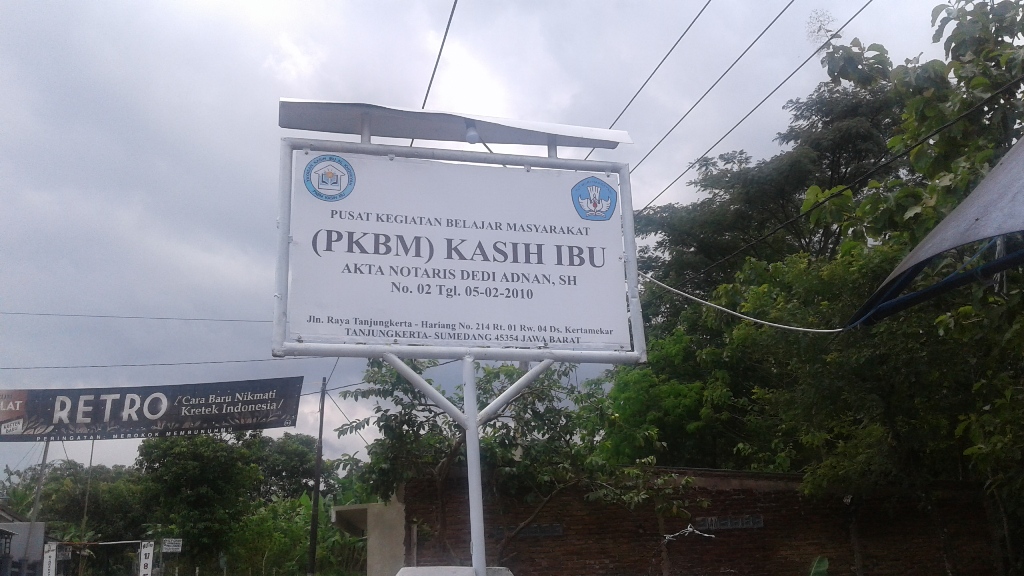 PUSAT KEGIATAN BELAJAR MASYARAKAT
(PKBM) KASIH IBU
AKTA NOTARIS DEDI ADNAN, SH
No. 02 Tgl. 05-02-2010
Jln. Raya Tanjungkerta - Hariang No. 214 Rt. 01 Rw. 04 Ds. Kertamekar
TANJUNGKERTA- SUMEDANG 45354 JAWA BARAT
RETRO
Cara Baru Nikmati
Kretek Indonesia!